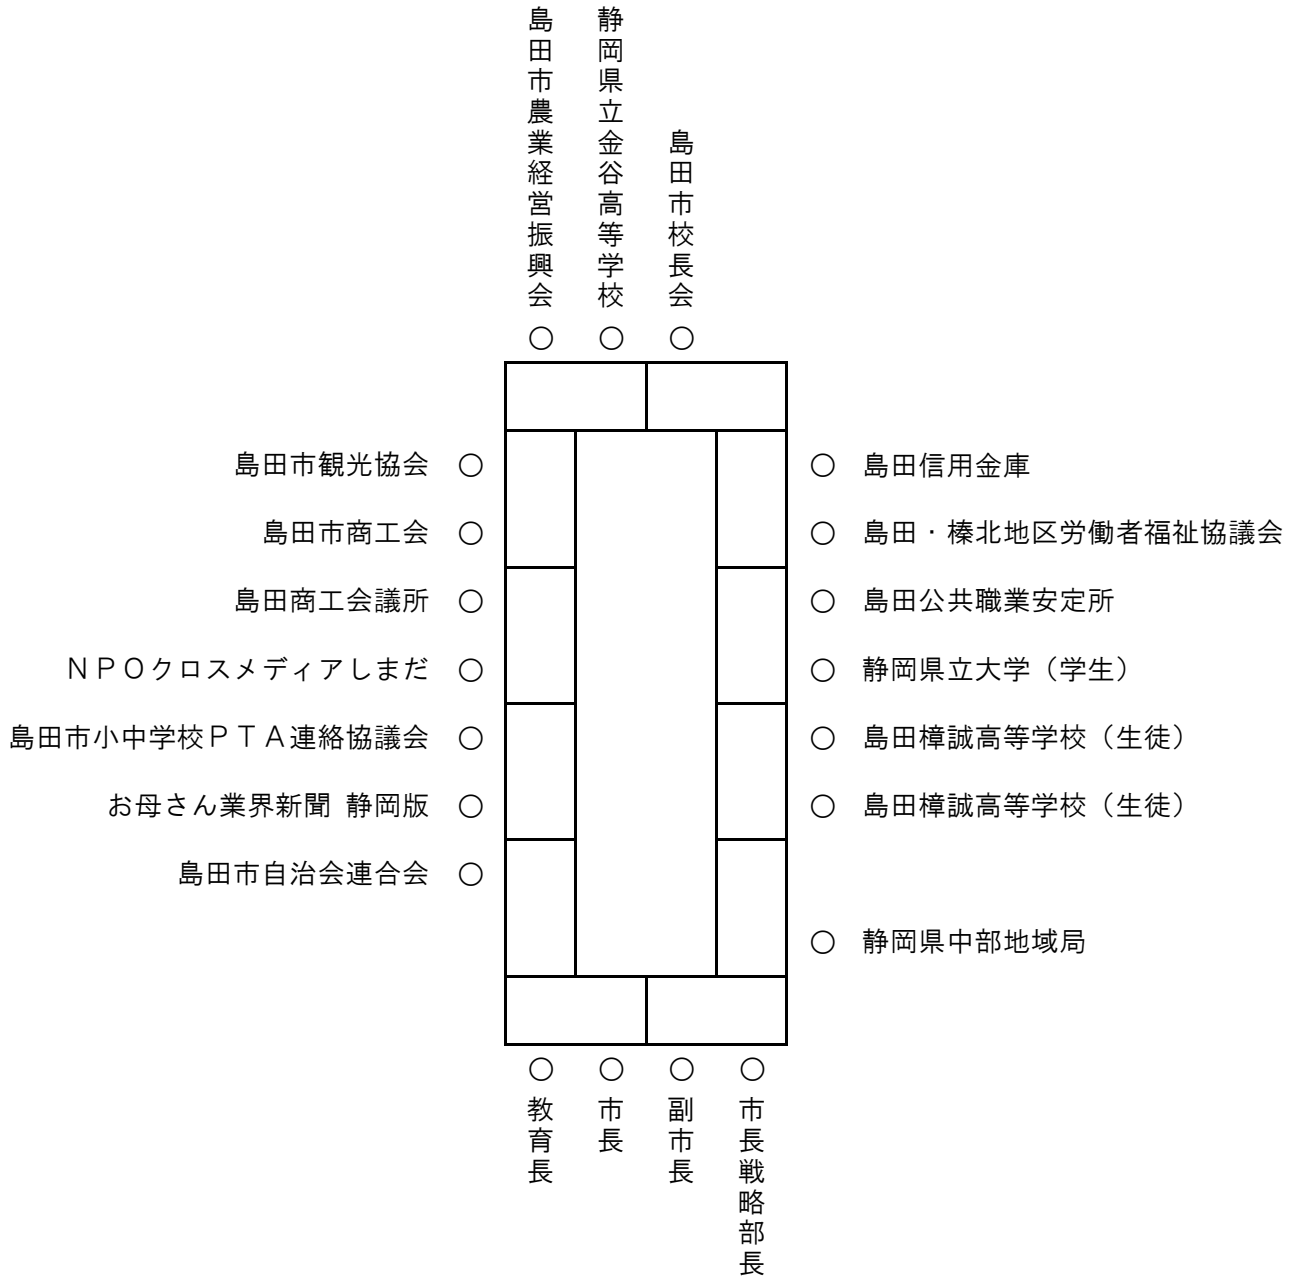 島田市農業経営振興会
静岡県立金谷高等学校
島田市校長会
○ ○ ○
島田市観光協会 ○
島田市商工会 ○
島田商工会議所 ○
ＮＰＯクロスメディアしまだ ○
島田市小中学校ＰＴＡ連絡協議会 ○
お母さん業界新聞 静岡版 ○
島田市自治会連合会 ○
○ 島田信用金庫
○ 島田・榛北地区労働者福祉協議会
○ 島田公共職業安定所
○ 静岡県立大学（学生）
○ 島田樟誠高等学校（生徒）
○ 島田樟誠高等学校（生徒）
○ 静岡県中部地域局
○ ○ ○ ○
教育長
市長
副市長
市長戦略部長